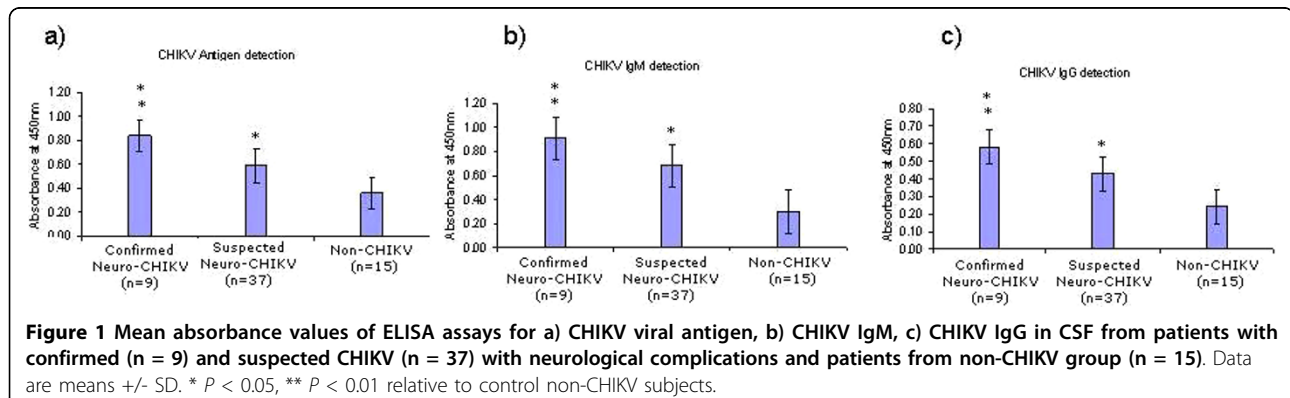 a)
CHIKV Antigen detection
Absorbance at 450nm
1.20
1.00
0.80
0.60
0.40
0.20
0.00
* *
*
Confirmed Neuro-CHIKV (n=9)
Suspected Neuro-CHIKV (n=37)
Non-CHIKV (n=15)
b)
CHIKV IgM detection
Absorbance at 450nm
1.20
1.00
0.80
0.60
0.40
0.20
0.00
* *
*
Confirmed Neuro-CHIKV (n=9)
Suspected Neuro-CHIKV (n=37)
Non-CHIKV (n=15)
c)
CHIKV IgG detection
Absorbance at 450nm
0.80
0.70
0.60
0.50
0.40
0.30
0.20
0.10
0.00
* *
*
Confirmed Neuro-CHIKV (n=9)
Suspected Neuro-CHIKV (n=37)
Non-CHIKV (n=15)
Figure 1 Mean absorbance values of ELISA assays for a) CHIKV viral antigen, b) CHIKV IgM, c) CHIKV IgG in CSF from patients with
confirmed (n = 9) and suspected CHIKV (n = 37) with neurological complications and patients from non-CHIKV group (n = 15). Data
are means +/- SD. * P < 0.05, ** P < 0.01 relative to control non-CHIKV subjects.